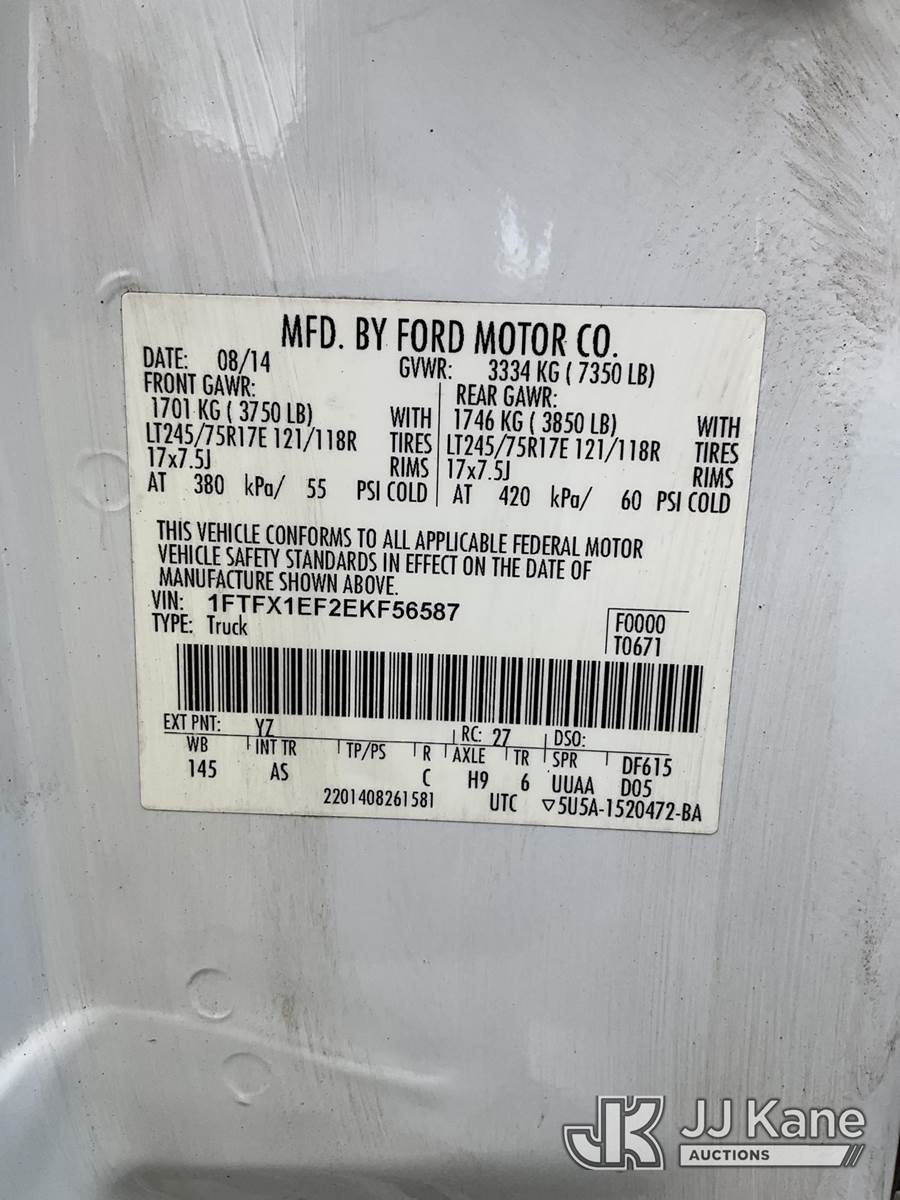 MFD. BY FORD MOTOR CO.
DATE: 08/14 GVWR: 3334 KG ( 7350 LB)
FRONT GAWR: REAR GAWR:
1701 KG ( 3750 LB) WITH 1746 KG ( 3850 LB) WITH
LT245/75R17E 121/118R TIRES LT245/75R17E 121/118R TIRES
17x7.5J RIMS 17x7.5J RIMS
AT 380 kPa/ 55 PSI COLD AT 420 kPa/ 60 PSI COLD
THIS VEHICLE CONFORMS TO ALL APPLICABLE FEDERAL MOTOR
VEHICLE SAFETY STANDARDS IN EFFECT ON THE DATE OF
MANUFACTURE SHOWN ABOVE.
VIN: 1FTFX1EF2EKF56587
TYPE: Truck
F0000
T0671
EXT PNT: YZ RC: 27 DSO:
WB INT TR TP/PS R AXLE TR SPR DF615
145 AS C H9 6 UUAA D05
2201408261581 UTC ▽5U5A-1520472-BA
JK JJ Kane
AUCTIONS